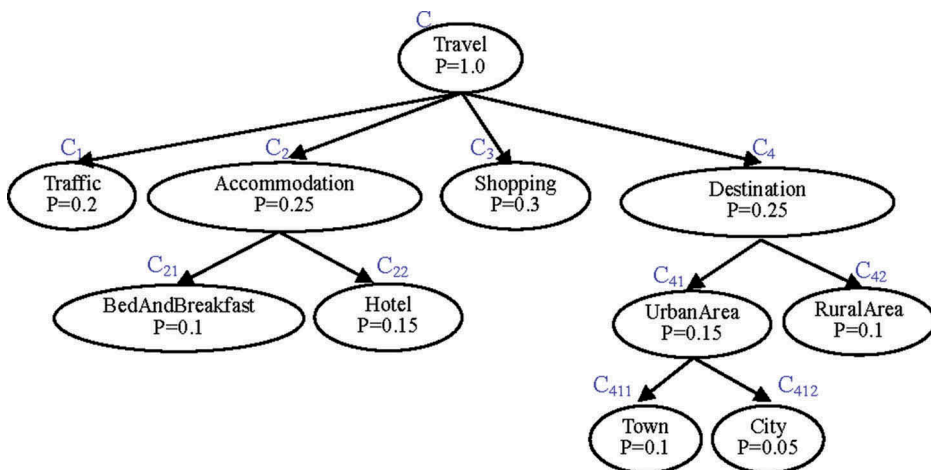 C
Travel
P=1.0
C1
C2
C3
C4
Traffic
P=0.2
Accommodation
P=0.25
Shopping
P=0.3
Destination
P=0.25
C21
C22
C41
C42
BedAndBreakfast
P=0.1
Hotel
P=0.15
UrbanArea
P=0.15
RuralArea
P=0.1
C411
C412
Town
P=0.1
City
P=0.05